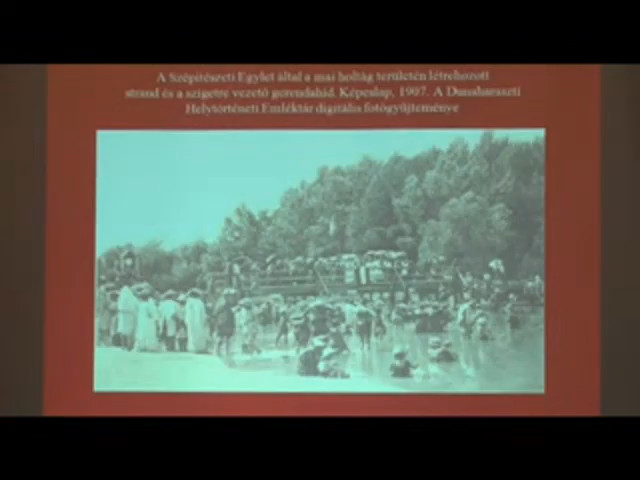 A Szépítészeti Egylet által a mai holtág területén létrehozott
strand és a szigetre vezető gerendahíd. Képeslap, 1907. A Dunaharaszti
Helytörténeti Emléktár digitális fotógyűjteménye